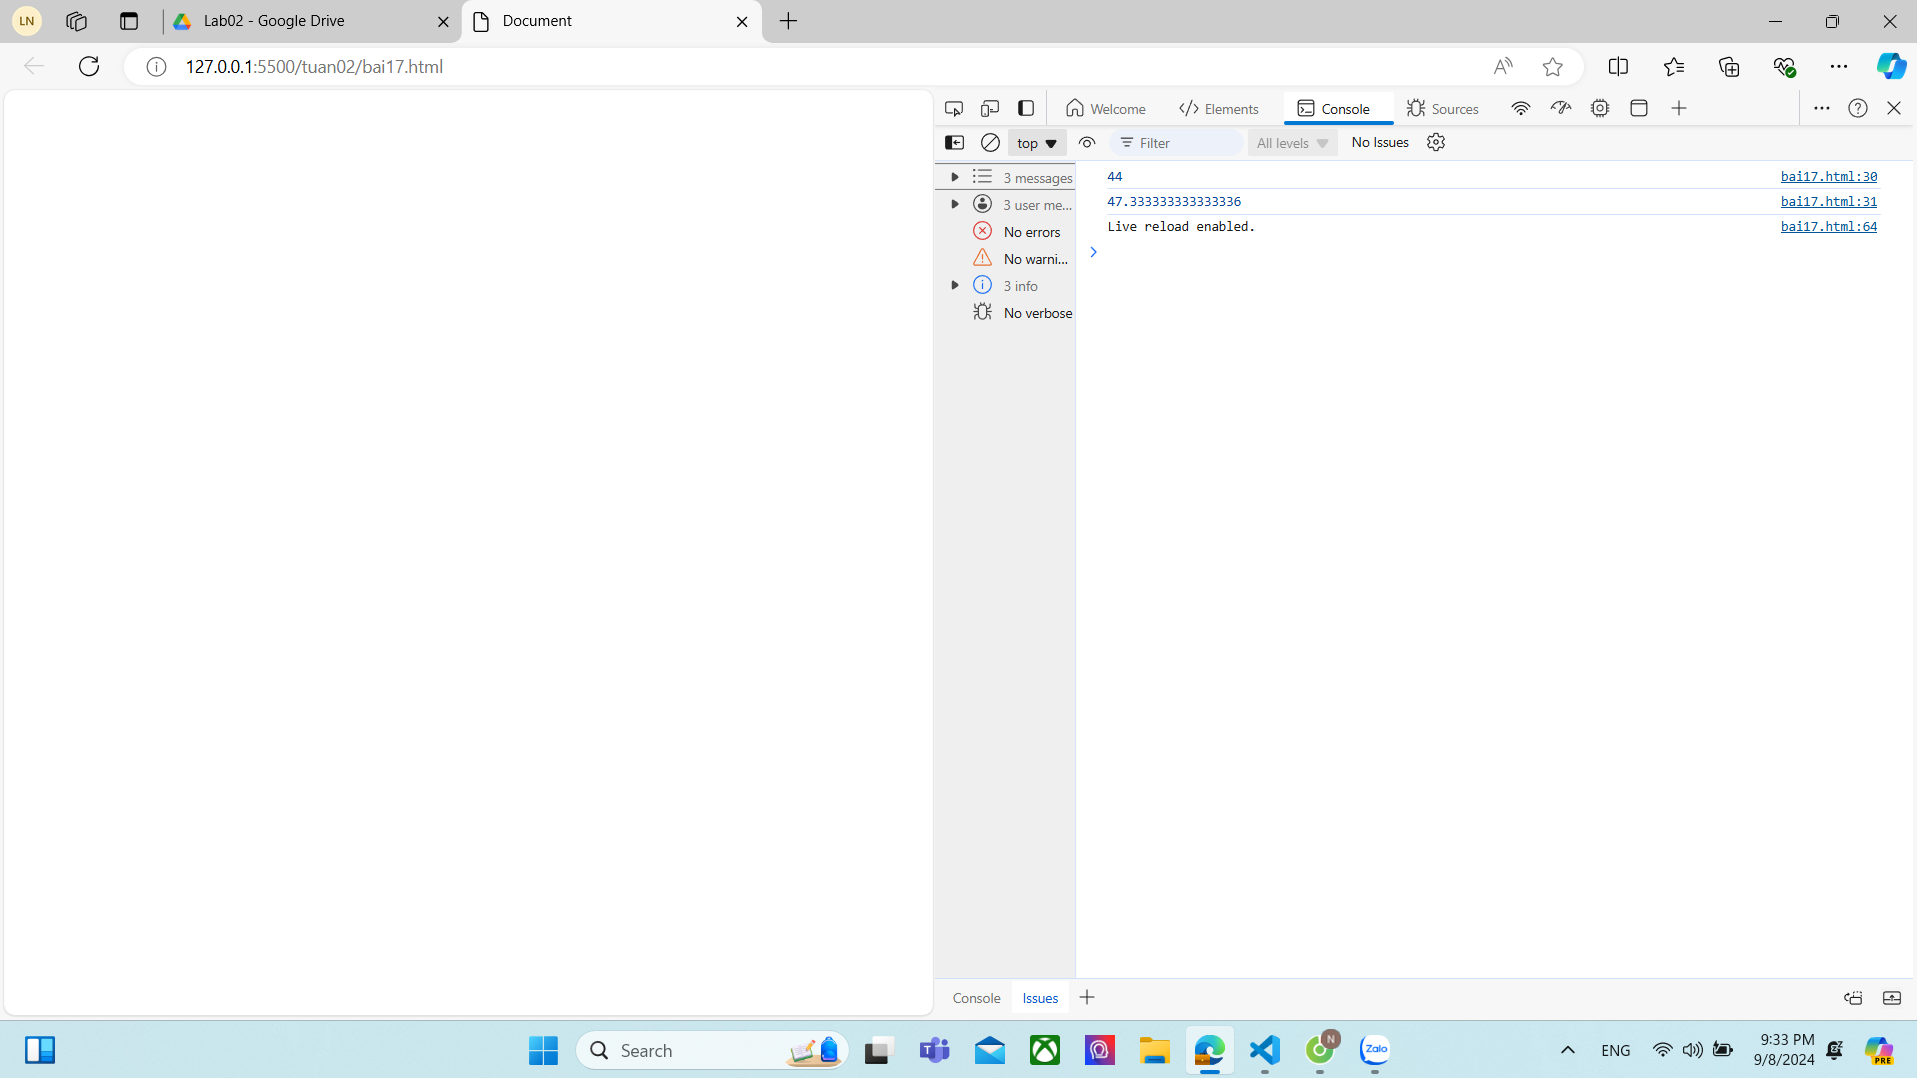 LN
Lab02 - Google Drive
Document
127.0.0.1:5500/tuan02/bai17.html
Welcome
Elements
Console
Sources
top
Filter
All levels
No Issues
3 messages
3 user me...
No errors
No warni...
3 info
No verbose
44 bai17.html:30
47.333333333333336 bai17.html:31
Live reload enabled. bai17.html:64
Console
Issues
Search
N
Zalo
ENG
9:33 PM
9/8/2024
PRE